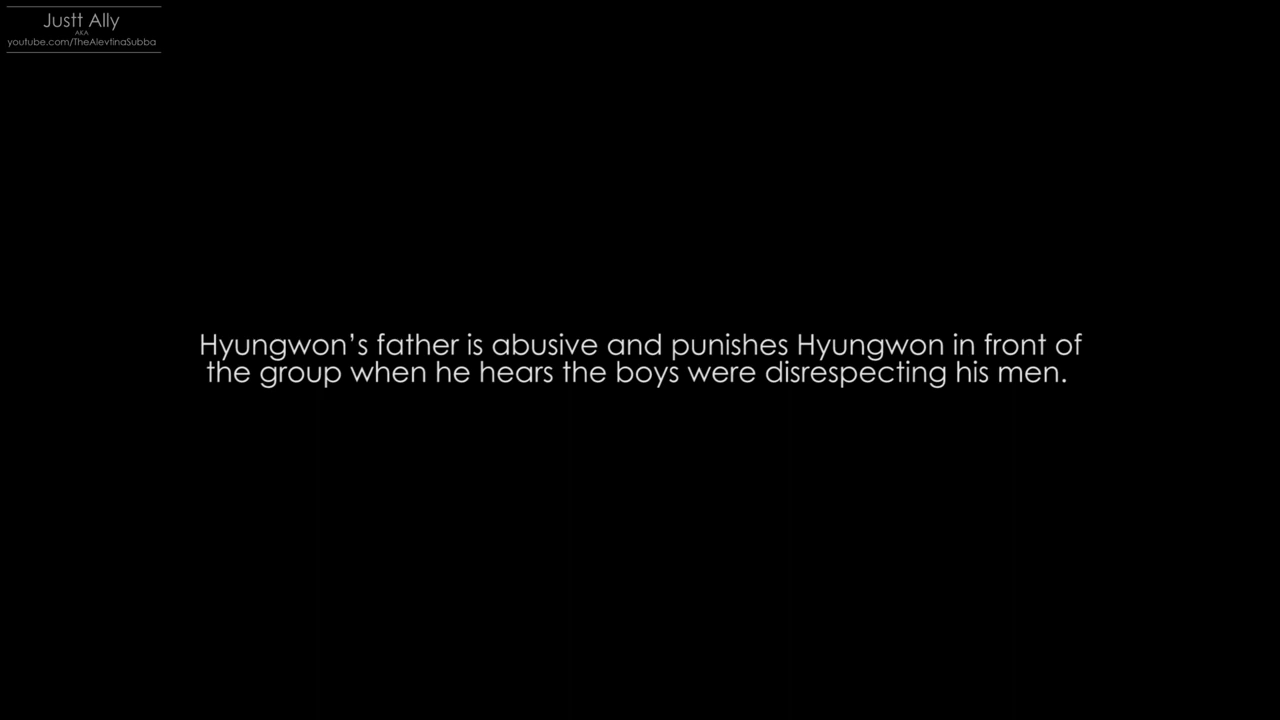 Justt Ally
AKA
youtube.com/TheAlevtinaSubba
Hyungwon’s father is abusive and punishes Hyungwon in front of
the group when he hears the boys were disrespecting his men.